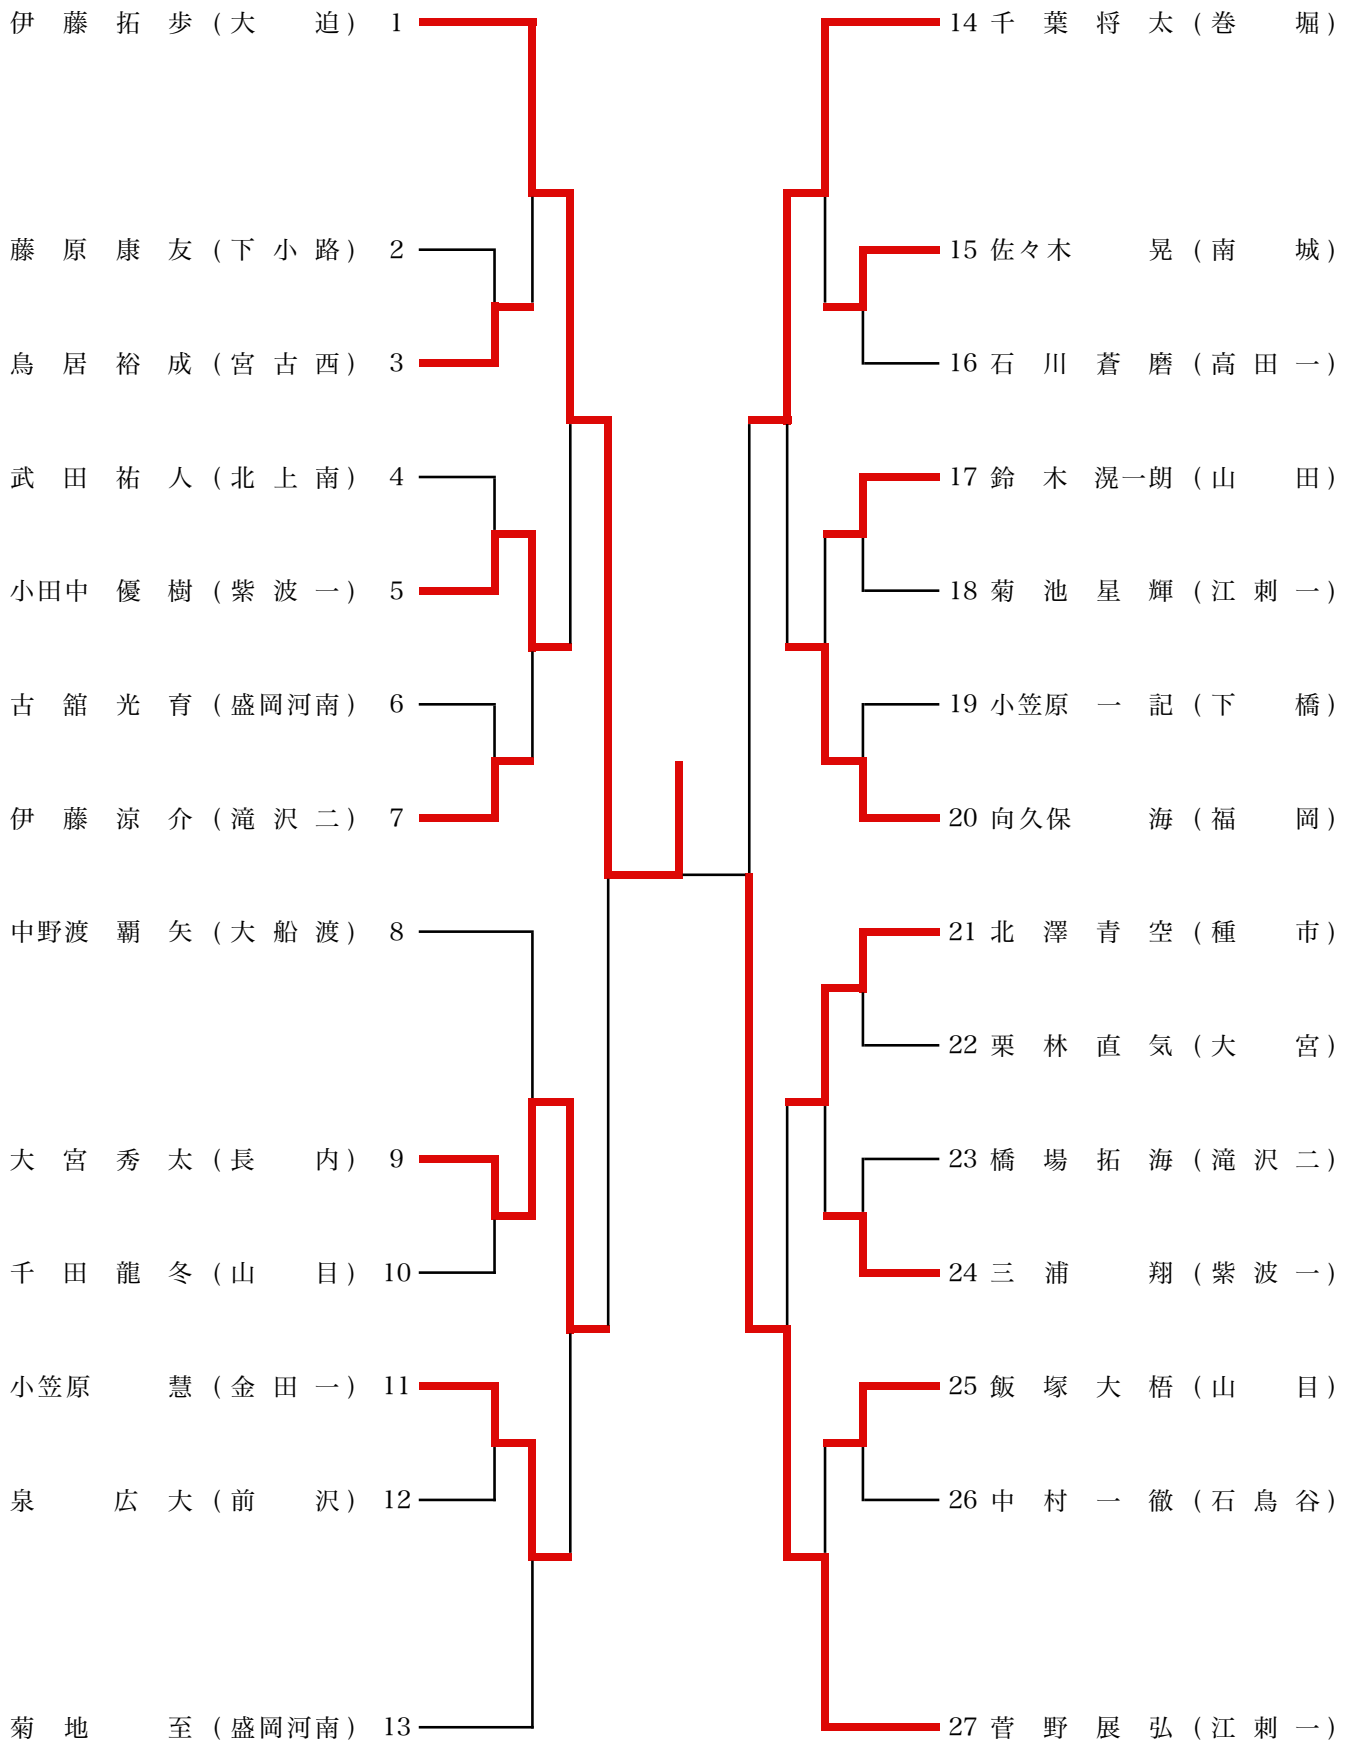 伊藤拓歩(大迫) 1
藤原康友(下小路) 2
鳥居裕成(宮古西) 3
武田祐人(北上南) 4
小田中優樹(紫波一) 5
古舘光育(盛岡河南) 6
伊藤涼介(滝沢二) 7
中野渡覇矢(大船渡) 8
大宮秀太(長内) 9
千田龍冬(山目) 10
小笠原慧(金田一) 11
泉広大(前沢) 12
菊地至(盛岡河南) 13
14 千葉将太(巻堀)
15 佐々木晃(南城)
16 石川蒼磨(高田一)
17 鈴木滉一朗(山田)
18 菊池星輝(江刺一)
19 小笠原一記(下橋)
20 向久保海(福岡)
21 北澤青空(種市)
22 栗林直気(大宮)
23 橋場拓海(滝沢二)
24 三浦翔(紫波一)
25 飯塚大梧(山目)
26 中村一徹(石鳥谷)
27 菅野展弘(江刺一)